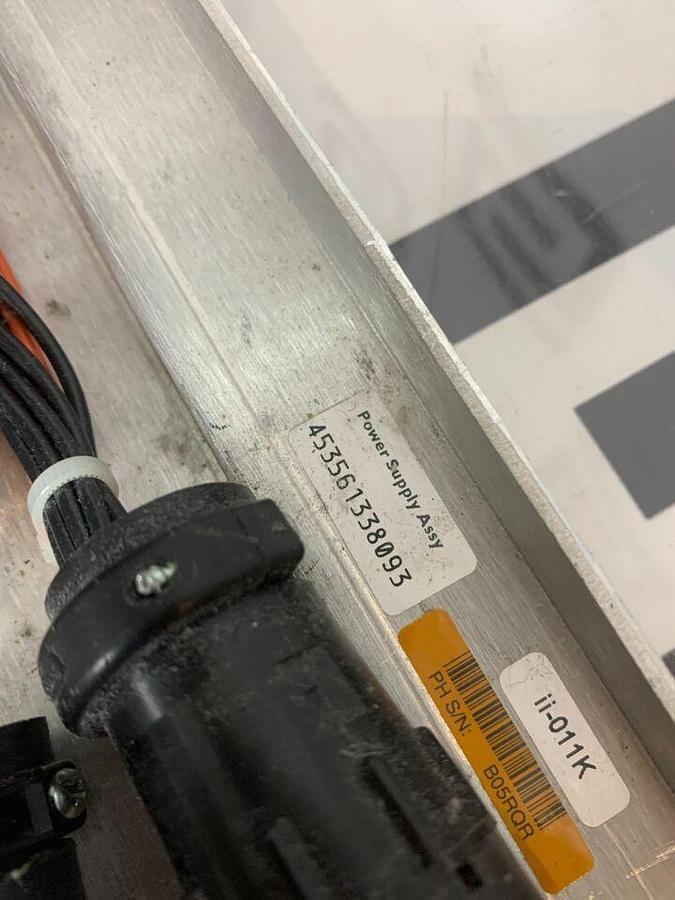 Power Supply Assy
453561338093
PH S/N: B05RQR
ii-011K